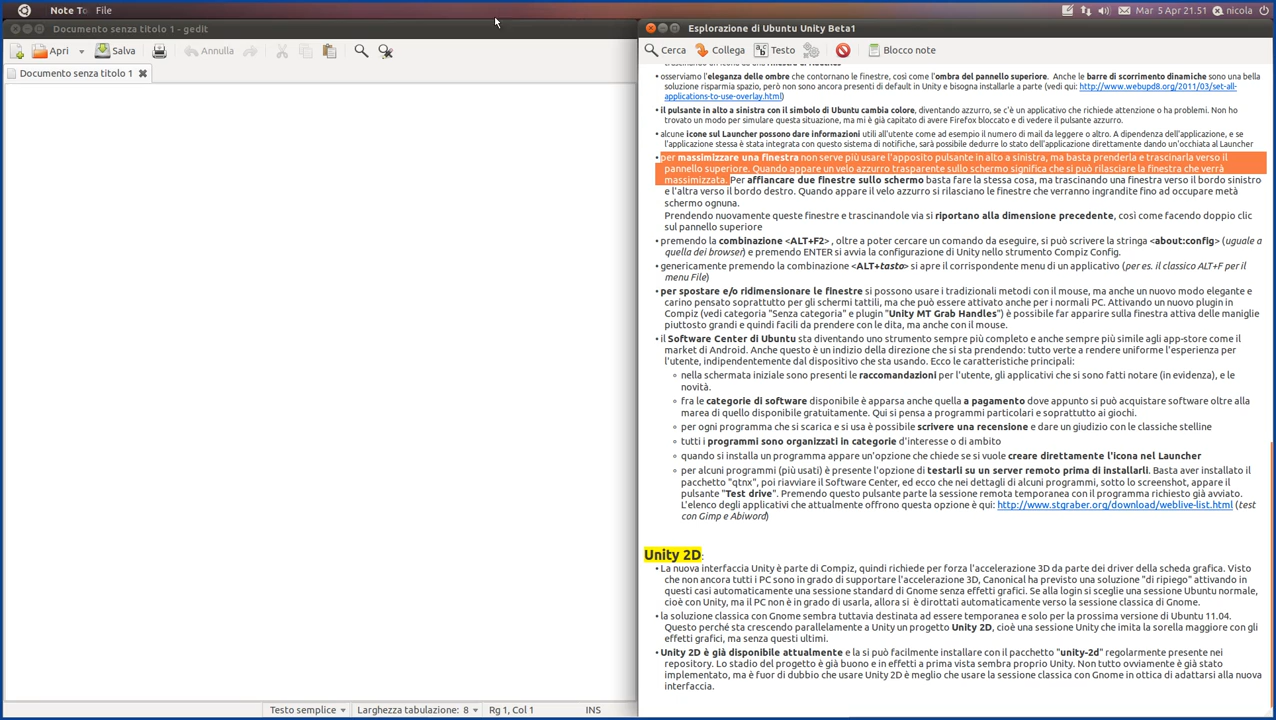 Note To File
Mar 5 Apr 21.51 nicola
Documento senza titolo 1 - gedit
Apri Salva Annulla
Documento senza titolo 1
Testo semplice Larghezza tabulazione: 8 Rg 1, Col 1 INS
Esplorazione di Ubuntu Unity Beta1
Cerca Collega Testo Blocco note
• osserviamo l'eleganza delle ombre che contornano le finestre, così come l'ombra del pannello superiore. Anche le barre di scorrimento dinamiche sono una bella
soluzione risparmia spazio, però non sono ancora presenti di default in Unity e bisogna installarle a parte (vedi qui: http://www.webupd8.org/2011/03/set-all-
applications-to-use-overlay.html)
• il pulsante in alto a sinistra con il simbolo di Ubuntu cambia colore, diventando azzurro, se c'è un applicativo che richiede attenzione o ha problemi. Non ho
trovato un modo per simulare questa situazione, ma mi è già capitato di avere Firefox bloccato e di vedere il pulsante azzurro.
• alcune icone sul Launcher possono dare informazioni utili all'utente come ad esempio il numero di mail da leggere o altro. A dipendenza dell'applicazione, e se
l'applicazione stessa è stata integrata con questo sistema di notifiche, sarà possibile dedurre lo stato dell'applicazione direttamente dando un'occhiata al Launcher
• per massimizzare una finestra non serve più usare l'apposito pulsante in alto a sinistra, ma basta prenderla e trascinarla verso il
pannello superiore. Quando appare un velo azzurro trasparente sullo schermo significa che si può rilasciare la finestra che verrà
massimizzata. Per affiancare due finestre sullo schermo basta fare la stessa cosa, ma trascinando una finestra verso il bordo sinistro
e l'altra verso il bordo destro. Quando appare il velo azzurro si rilasciano le finestre che verranno ingrandite fino ad occupare metà
schermo ognuna.
Prendendo nuovamente queste finestre e trascinandole via si riportano alla dimensione precedente, così come facendo doppio clic
sul pannello superiore
• premendo la combinazione <ALT+F2> , oltre a poter cercare un comando da eseguire, si può scrivere la stringa <about:config> (uguale a
quella dei browser) e premendo ENTER si avvia la configurazione di Unity nello strumento Compiz Config.
• genericamente premendo la combinazione <ALT+tasto> si apre il corrispondente menu di un applicativo (per es. il classico ALT+F per il
menu File)
• per spostare e/o ridimensionare le finestre si possono usare i tradizionali metodi con il mouse, ma anche un nuovo modo elegante e
carino pensato soprattutto per gli schermi tattili, ma che può essere attivato anche per i normali PC. Attivando un nuovo plugin in
Compiz (vedi categoria "Senza categoria" e plugin "Unity MT Grab Handles") è possibile far apparire sulla finestra attiva delle maniglie
piuttosto grandi e quindi facili da prendere con le dita, ma anche con il mouse.
• il Software Center di Ubuntu sta diventando uno strumento sempre più completo e anche sempre più simile agli app-store come il
market di Android. Anche questo è un indizio della direzione che si sta prendendo: tutto verte a rendere uniforme l'esperienza per
l'utente, indipendentemente dal dispositivo che sta usando. Ecco le caratteristiche principali:
◦ nella schermata iniziale sono presenti le raccomandazioni per l'utente, gli applicativi che si sono fatti notare (in evidenza), e le
novità.
◦ fra le categorie di software disponibile è apparsa anche quella a pagamento dove appunto si può acquistare software oltre alla
marea di quello disponibile gratuitamente. Qui si pensa a programmi particolari e soprattutto ai giochi.
◦ per ogni programma che si scarica e si usa è possibile scrivere una recensione e dare un giudizio con le classiche stelline
◦ tutti i programmi sono organizzati in categorie d'interesse o di ambito
◦ quando si installa un programma appare un'opzione che chiede se si vuole creare direttamente l'icona nel Launcher
◦ per alcuni programmi (più usati) è presente l'opzione di testarli su un server remoto prima di installarli. Basta aver installato il
pacchetto "qtnx", poi riavviare il Software Center, ed ecco che nei dettagli di alcuni programmi, sotto lo screenshot, appare il
pulsante "Test drive". Premendo questo pulsante parte la sessione remota temporanea con il programma richiesto già avviato.
L'elenco degli applicativi che attualmente offrono questa opzione è qui: http://www.stgraber.org/download/weblive-list.html (test
con Gimp e Abiword)
Unity 2D:
• La nuova interfaccia Unity è parte di Compiz, quindi richiede per forza l'accelerazione 3D da parte dei driver della scheda grafica. Visto
che non ancora tutti i PC sono in grado di supportare l'accelerazione 3D, Canonical ha previsto una soluzione "di ripiego" attivando in
questi casi automaticamente una sessione standard di Gnome senza effetti grafici. Se alla login si sceglie una sessione Ubuntu normale,
cioè con Unity, ma il PC non è in grado di usarla, allora si è dirottati automaticamente verso la sessione classica di Gnome.
• la soluzione classica con Gnome sembra tuttavia destinata ad essere temporanea e solo per la prossima versione di Ubuntu 11.04.
Questo perché sta crescendo parallelamente a Unity un progetto Unity 2D, cioè una sessione Unity che imita la sorella maggiore con gli
effetti grafici, ma senza questi ultimi.
• Unity 2D è già disponibile attualmente e la si può facilmente installare con il pacchetto "unity-2d" regolarmente presente nei
repository. Lo stadio del progetto è già buono e in effetti a prima vista sembra proprio Unity. Non tutto ovviamente è già stato
implementato, ma è fuor di dubbio che usare Unity 2D è meglio che usare la sessione classica con Gnome in ottica di adattarsi alla nuova
interfaccia.